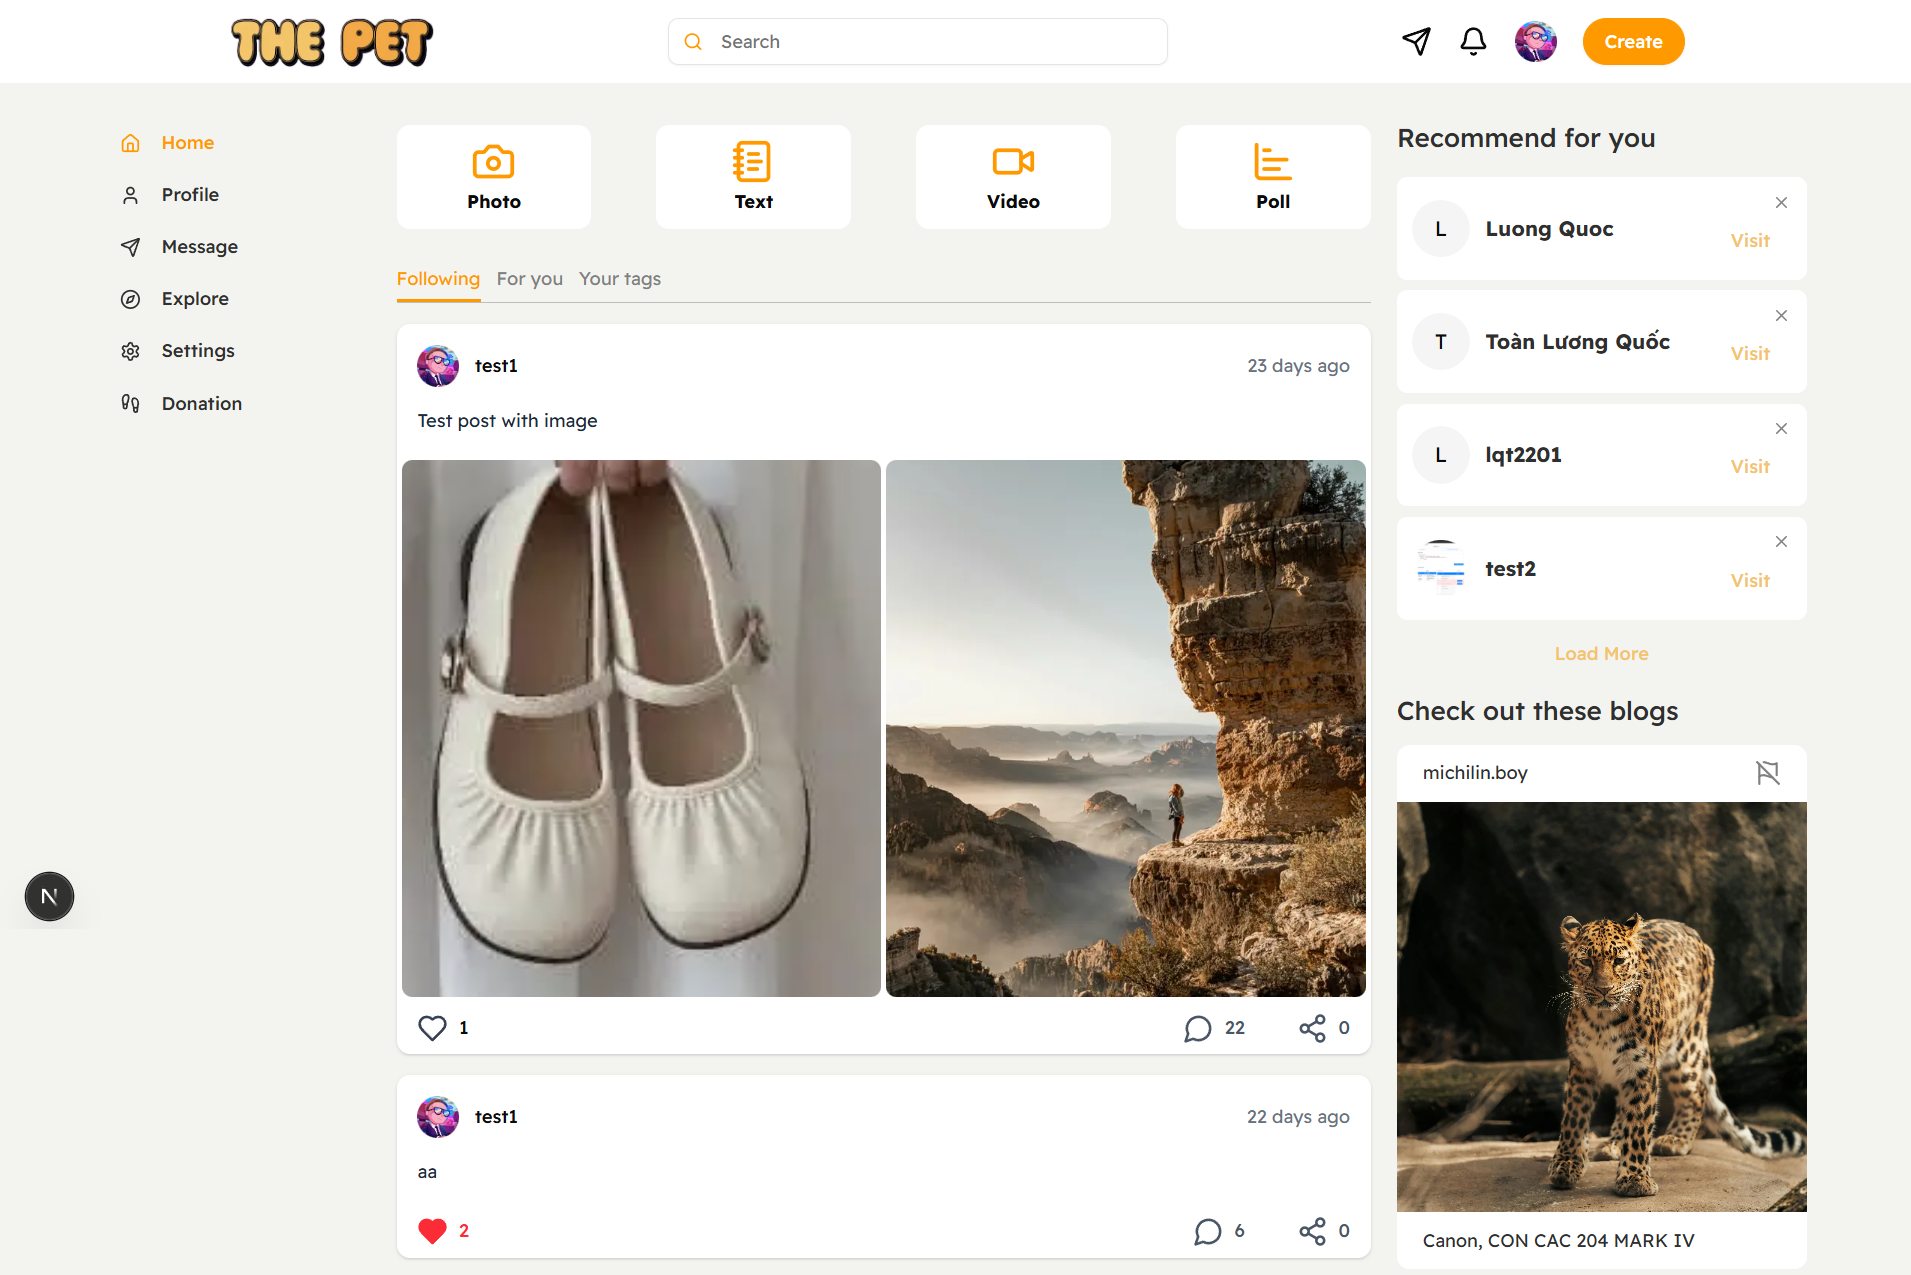 THE PET
Search
Create
Home
Profile
Message
Explore
Settings
Donation
Photo
Text
Video
Poll
Following
For you
Your tags
test1
23 days ago
Test post with image
1
22
0
test1
22 days ago
aa
2
6
0
Recommend for you
L
Luong Quoc
Visit
T
Toàn Lương Quốc
Visit
L
lqt2201
Visit
test2
Visit
Load More
Check out these blogs
michilin.boy
Canon, CON CAC 204 MARK IV
N